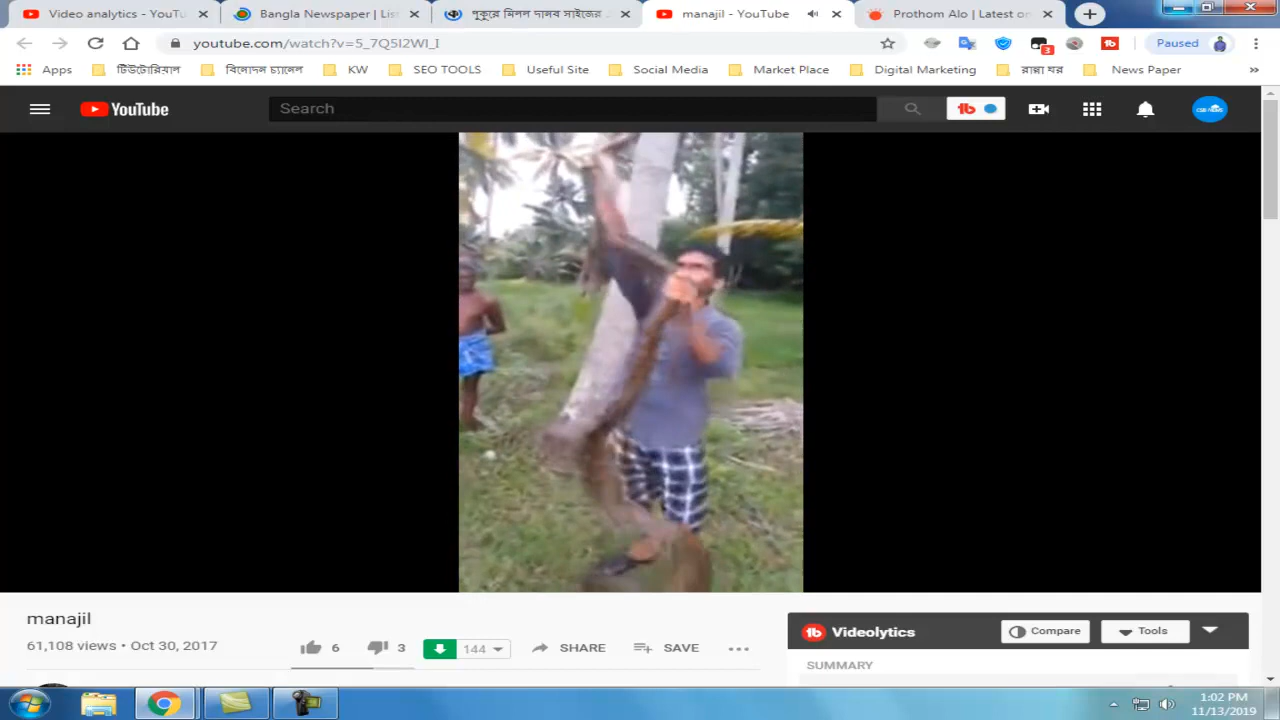 Video analytics - YouTu
Bangla Newspaper | Lis
পুকুরে মিলল দানব সাইজের
manajil - YouTube
Prothom Alo | Latest on
youtube.com/watch?v=5_7Q5I2WI_I
3
Paused
Apps
টিউটোরিয়াল
বিনোদন চ্যানেল
KW
SEO TOOLS
Useful Site
Social Media
Market Place
Digital Marketing
রান্না ঘর
News Paper
YouTube
Search
manajil
61,108 views • Oct 30, 2017
6
3
144
SHARE
SAVE
Videolytics
Compare
Tools
SUMMARY
1:02 PM
11/13/2019